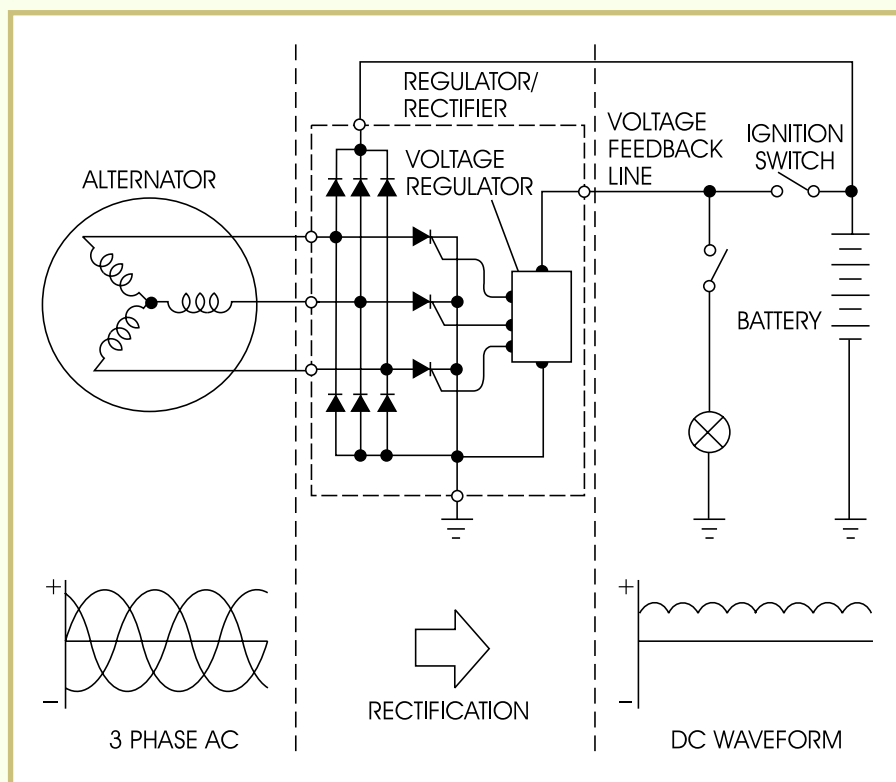 REGULATOR/
RECTIFIER
VOLTAGE
REGULATOR
VOLTAGE
FEEDBACK
LINE
IGNITION
SWITCH
ALTERNATOR
BATTERY
+
−
3 PHASE AC
RECTIFICATION
+
−
DC WAVEFORM